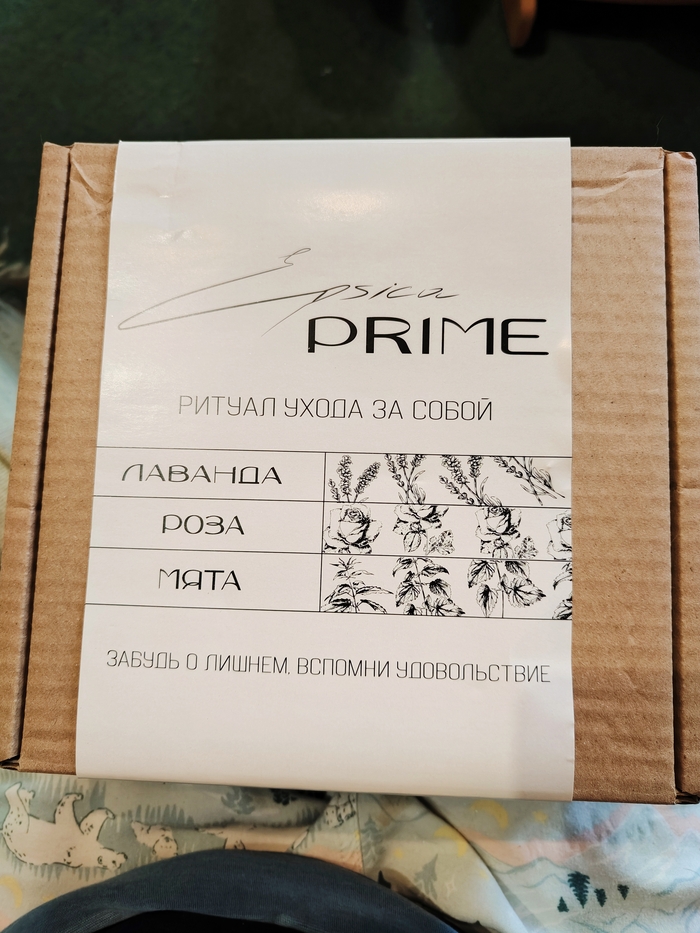 Epsica
PRIME
РИТУАЛ УХОДА ЗА СОБОЙ
ЛАВАНДА
РОЗА
МЯТА
ЗАБУДЬ О ЛИШНЕМ. ВСПОМНИ УДОВОЛЬСТВИЕ